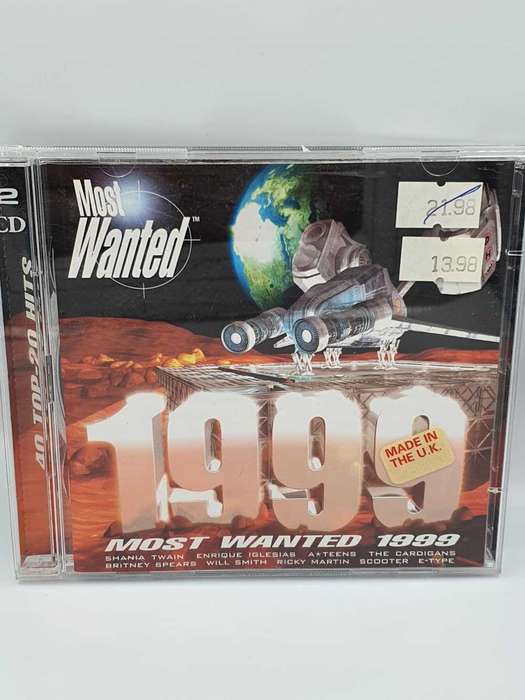 2
CD
40 TOP-20 HITS
Most
Wanted™
21.98
13.98
1999
MADE IN
THE U.K.
MOST WANTED 1999
SHANIA TWAIN ENRIQUE IGLESIAS A★TEENS THE CARDIGANS
BRITNEY SPEARS WILL SMITH RICKY MARTIN SCOOTER E-TYPE